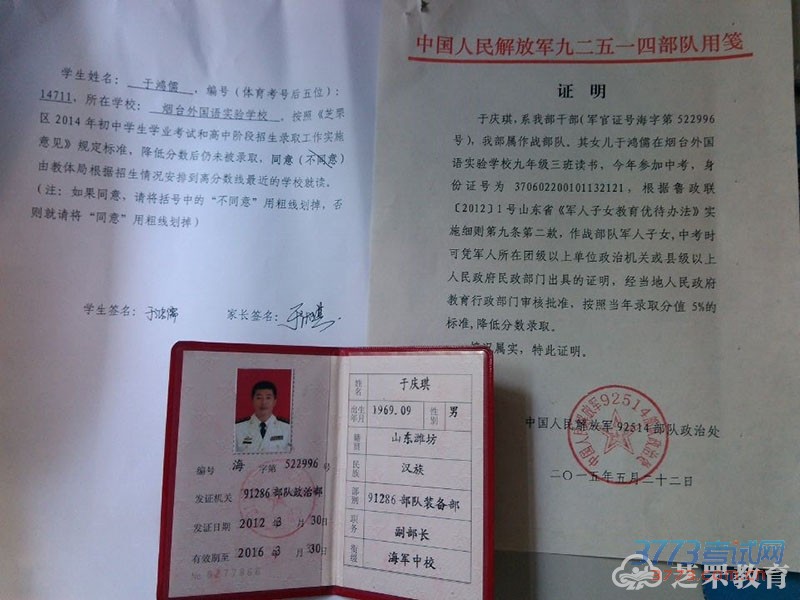 学生姓名：于鸿儒，编号（体育考号后五位）：
14711，所在学校：烟台外国语实验学校，按照《芝罘
区2014年初中学生学业考试和高中阶段招生录取工作实施
意见》规定标准，降低分数后仍未被录取，同意（不同意）
由教体局根据招生情况安排到离分数线最近的学校就读。
（注：如果同意，请将括号中的“不同意”用粗线划掉，否
则就请将“同意”用粗线划掉）
学生签名：于鸿儒 家长签名：于庆琪
中国人民解放军九二五一四部队用笺
证 明
于庆琪，系我部干部（军官证号海字第522996
号），我部属作战部队。其女儿于鸿儒在烟台外国
语实验学校九年级三班读书，今年参加中考，身
份证号为370602200101132121，根据鲁政联
〔2012〕1号山东省《军人子女教育优待办法》实
施细则第九条第二款，作战部队军人子女，中考时
可凭军人所在团级以上单位政治机关或县级以上
人民政府民政部门出具的证明，经当地人民政府
教育行政部门审核批准，按照当年录取分值5%的
标准，降低分数录取。
情况属实，特此证明。
中国人民解放军92514部队政治处
二〇一五年五月二十二日
编号 海 字第 522996 号
发证机关 91286部队政治部
发证日期 2012 年 3 月 30日
有效期至 2016 年 3 月 30日
姓名 于庆琪
出生年月 1969.09 性别 男
籍贯 山东潍坊
民族 汉族
部别 91286部队装备部
职务 副部长
衔级 海军中校
3773考试网
芝罘教育